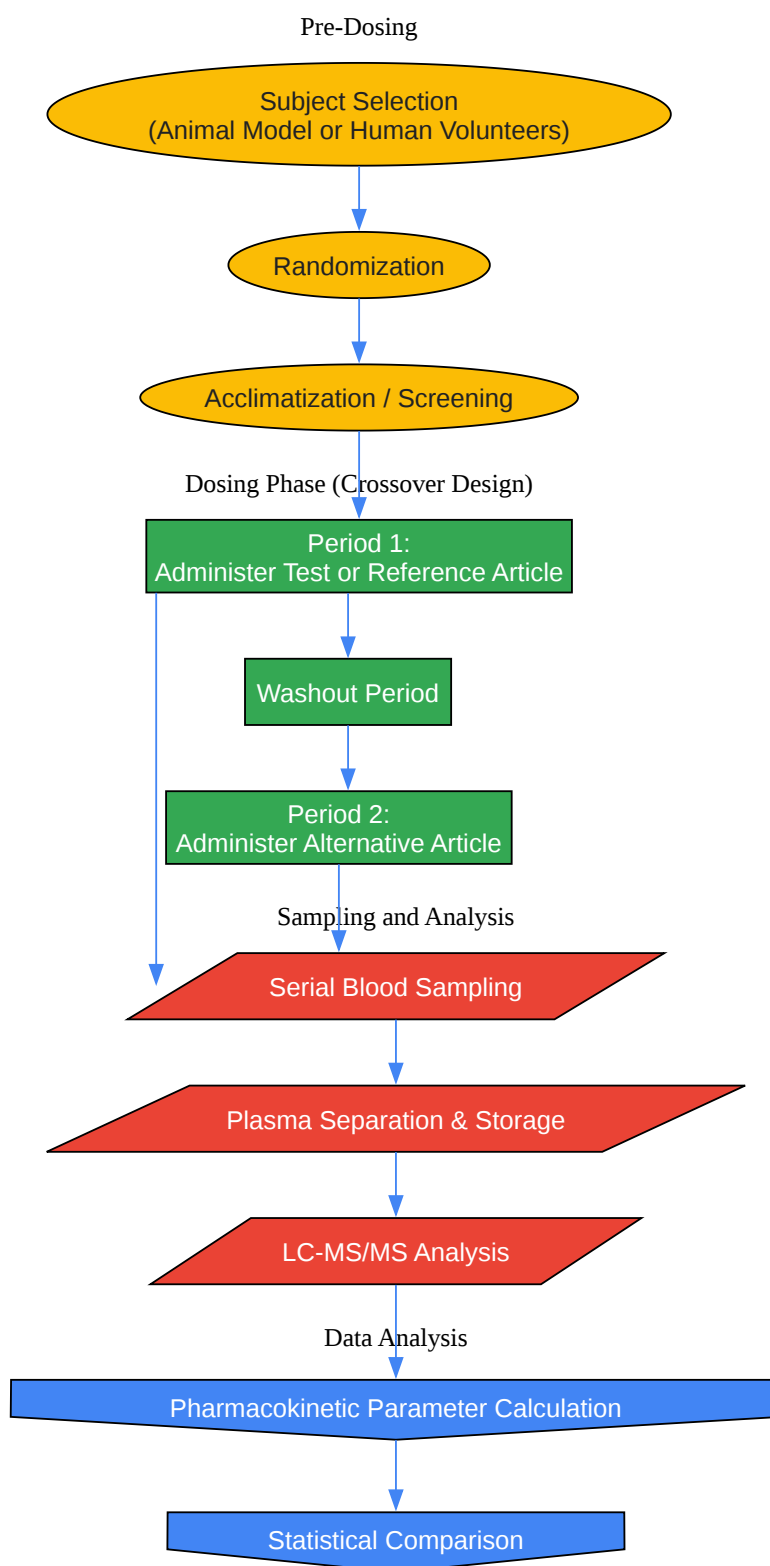 Pre-Dosing
Subject Selection
(Animal Model or Human Volunteers)
Randomization
Acclimatization / Screening
Dosing Phase (Crossover Design)
Period 1:
Administer Test or Reference Article
Washout Period
Period 2:
Administer Alternative Article
Sampling and Analysis
Serial Blood Sampling
Plasma Separation & Storage
LC-MS/MS Analysis
Data Analysis
Pharmacokinetic Parameter Calculation
Statistical Comparison